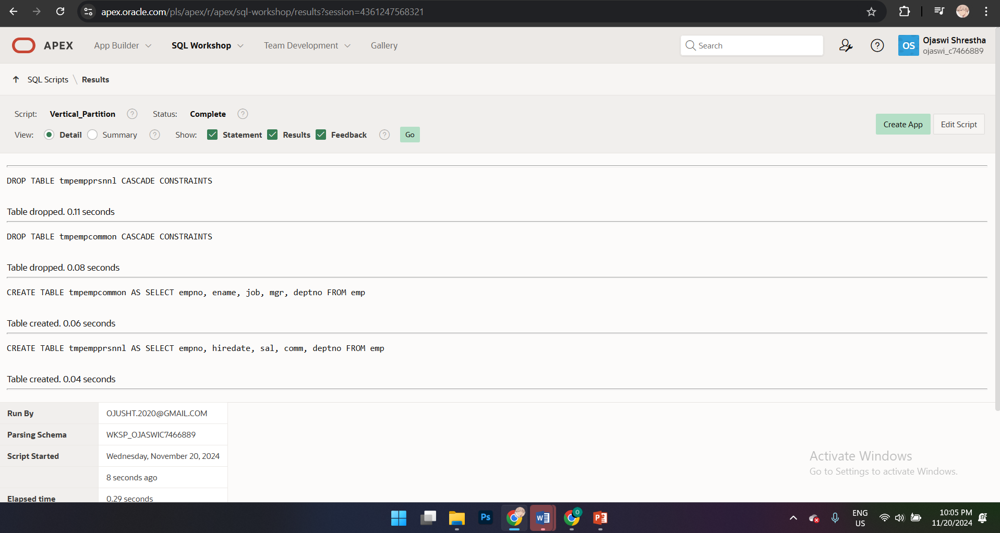 apex.oracle.com/pls/apex/r/apex/sql-workshop/results?session=4361247568321
APEX App Builder SQL Workshop Team Development Gallery Search OS Ojaswi Shrestha
ojaswi_c7466889
SQL Scripts \ Results
Script: Vertical_Partition Status: Complete
Create App Edit Script
View: Detail Summary Show: Statement Results Feedback Go
DROP TABLE tmpempprsnnl CASCADE CONSTRAINTS
Table dropped. 0.11 seconds
DROP TABLE tmpempcommon CASCADE CONSTRAINTS
Table dropped. 0.08 seconds
CREATE TABLE tmpempcommon AS SELECT empno, ename, job, mgr, deptno FROM emp
Table created. 0.06 seconds
CREATE TABLE tmpempprsnnl AS SELECT empno, hiredate, sal, comm, deptno FROM emp
Table created. 0.04 seconds
Run By OJUSHT.2020@GMAIL.COM
Parsing Schema WKSP_OJASWIC7466889
Script Started Wednesday, November 20, 2024
8 seconds ago
Elapsed time 0.29 seconds
Activate Windows
Go to Settings to activate Windows.
Ps W O P
ENG
US
10:05 PM
11/20/2024